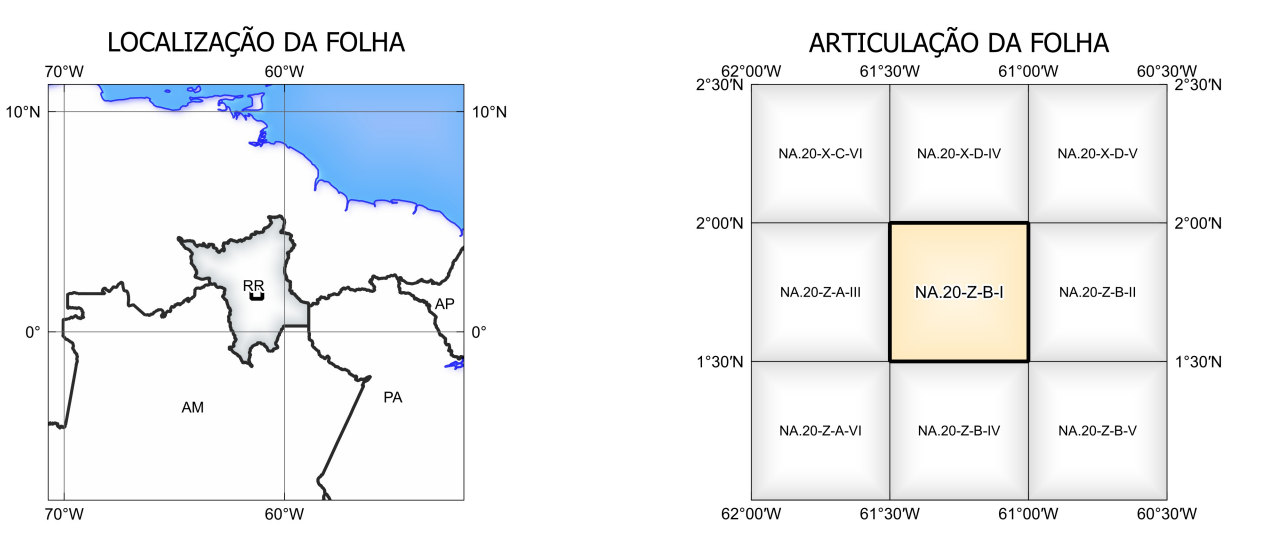 LOCALIZAÇÃO DA FOLHA
70°W 60°W
10°N 10°N
RR
AP
0° 0°
AM
PA
70°W 60°W
ARTICULAÇÃO DA FOLHA
62°00'W 61°30'W 61°00'W 60°30'W
2°30'N 2°30'N
NA.20-X-C-VI NA.20-X-D-IV NA.20-X-D-V
2°00'N 2°00'N
NA.20-Z-A-III NA.20-Z-B-I NA.20-Z-B-II
1°30'N 1°30'N
NA.20-Z-A-VI NA.20-Z-B-IV NA.20-Z-B-V
62°00'W 61°30'W 61°00'W 60°30'W